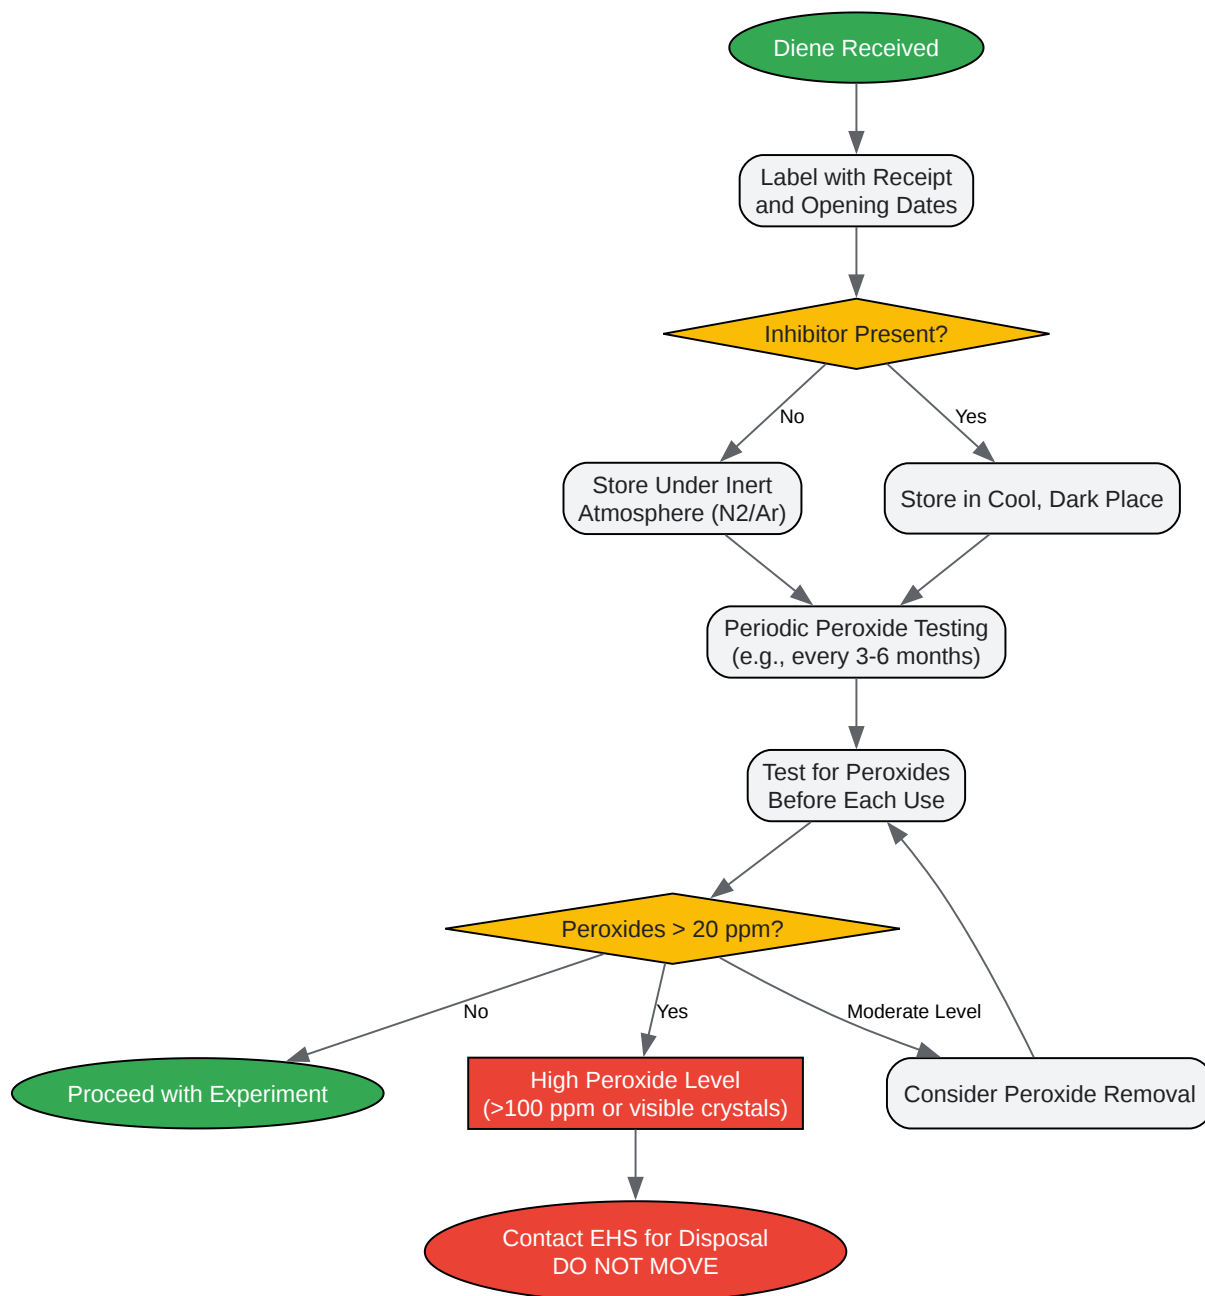 Diene Received
Label with Receipt
and Opening Dates
Inhibitor Present?
No
Yes
Store Under Inert
Atmosphere (N2/Ar)
Store in Cool, Dark Place
Periodic Peroxide Testing
(e.g., every 3-6 months)
Test for Peroxides
Before Each Use
Peroxides > 20 ppm?
No
Yes
Moderate Level
Proceed with Experiment
High Peroxide Level
(>100 ppm or visible crystals)
Consider Peroxide Removal
Contact EHS for Disposal
DO NOT MOVE